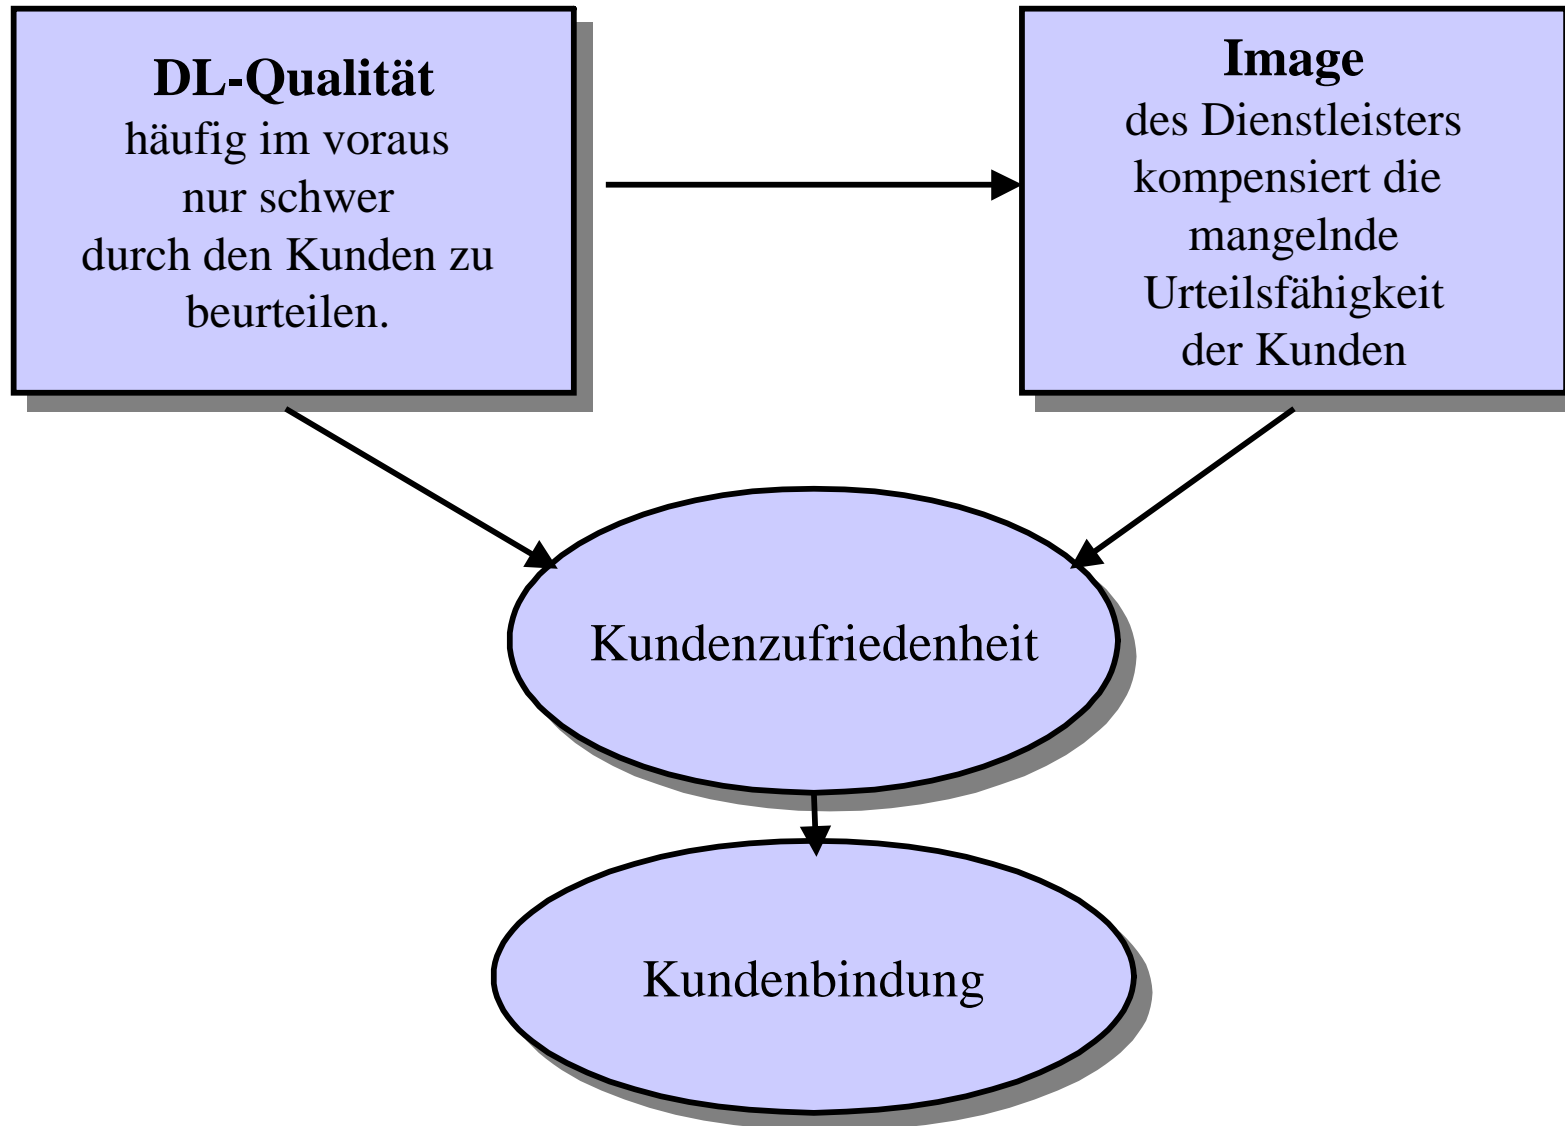 DL-Qualität
häufig im voraus
nur schwer
durch den Kunden zu
beurteilen.
Image
des Dienstleisters
kompensiert die
mangelnde
Urteilsfähigkeit
der Kunden
Kundenzufriedenheit
Kundenbindung